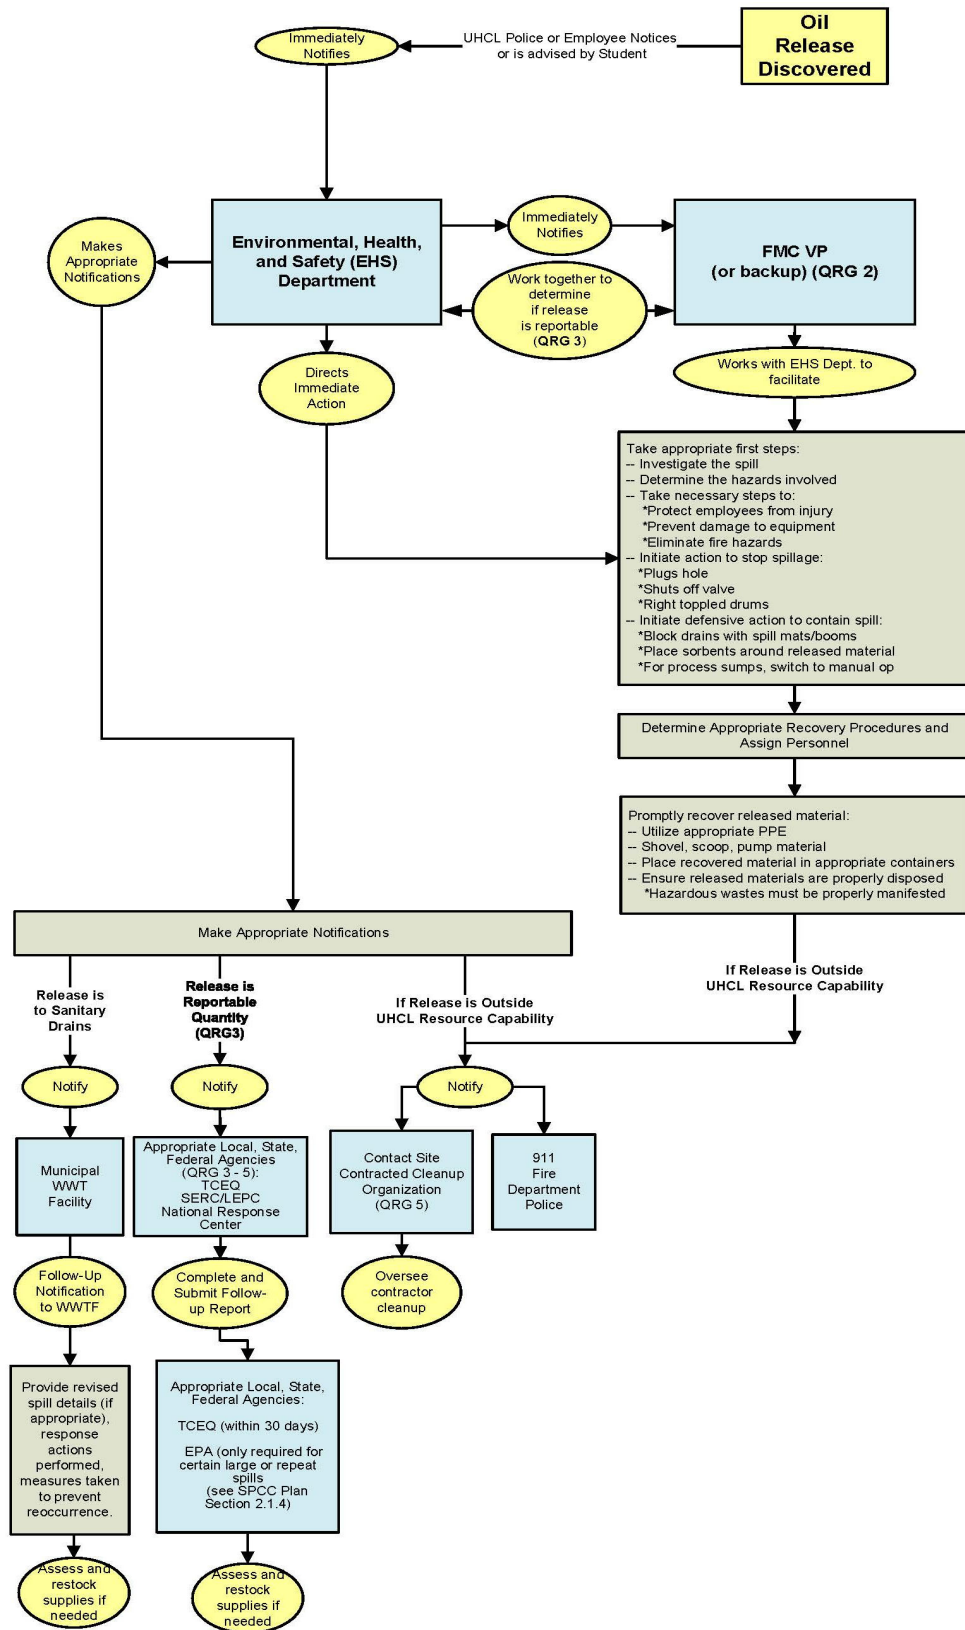 Oil
Release
Discovered
UHCL Police or Employee Notices
or is advised by Student
Immediately
Notifies
Environmental, Health,
and Safety (EHS)
Department
Immediately
Notifies
FMC VP
(or backup) (QRG 2)
Makes
Appropriate
Notifications
Work together to
determine
if release
is reportable
(QRG 3)
Directs
Immediate
Action
Works with EHS Dept. to
facilitate
Take appropriate first steps:
-- Investigate the spill
-- Determine the hazards involved
-- Take necessary steps to:
*Protect employees from injury
*Prevent damage to equipment
*Eliminate fire hazards
-- Initiate action to stop spillage:
*Plugs hole
*Shuts off valve
*Right toppled drums
-- Initiate defensive action to contain spill:
*Block drains with spill mats/booms
*Place sorbents around released material
*For process sumps, switch to manual op
Determine Appropriate Recovery Procedures and
Assign Personnel
Promptly recover released material:
-- Utilize appropriate PPE
-- Shovel, scoop, pump material
-- Place recovered material in appropriate containers
-- Ensure released materials are properly disposed
*Hazardous wastes must be properly manifested
Make Appropriate Notifications
Release is
to Sanitary
Drains
Release is
Reportable
Quantity
(QRG3)
If Release is Outside
UHCL Resource Capability
If Release is Outside
UHCL Resource Capability
Notify
Notify
Notify
Municipal
WWT
Facility
Appropriate Local, State,
Federal Agencies
(QRG 3 - 5):
TCEQ
SERC/LEPC
National Response
Center
Contact Site
Contracted Cleanup
Organization
(QRG 5)
911
Fire
Department
Police
Follow-Up
Notification
to WWTF
Complete and
Submit Follow-
up Report
Oversee
contractor
cleanup
Provide revised
spill details (if
appropriate),
response
actions
performed,
measures taken
to prevent
reoccurrence.
Appropriate Local, State,
Federal Agencies:
TCEQ (within 30 days)
EPA (only required for
certain large or repeat
spills
(see SPCC Plan
Section 2.1.4)
Assess and
restock
supplies if
needed
Assess and
restock
supplies if
needed